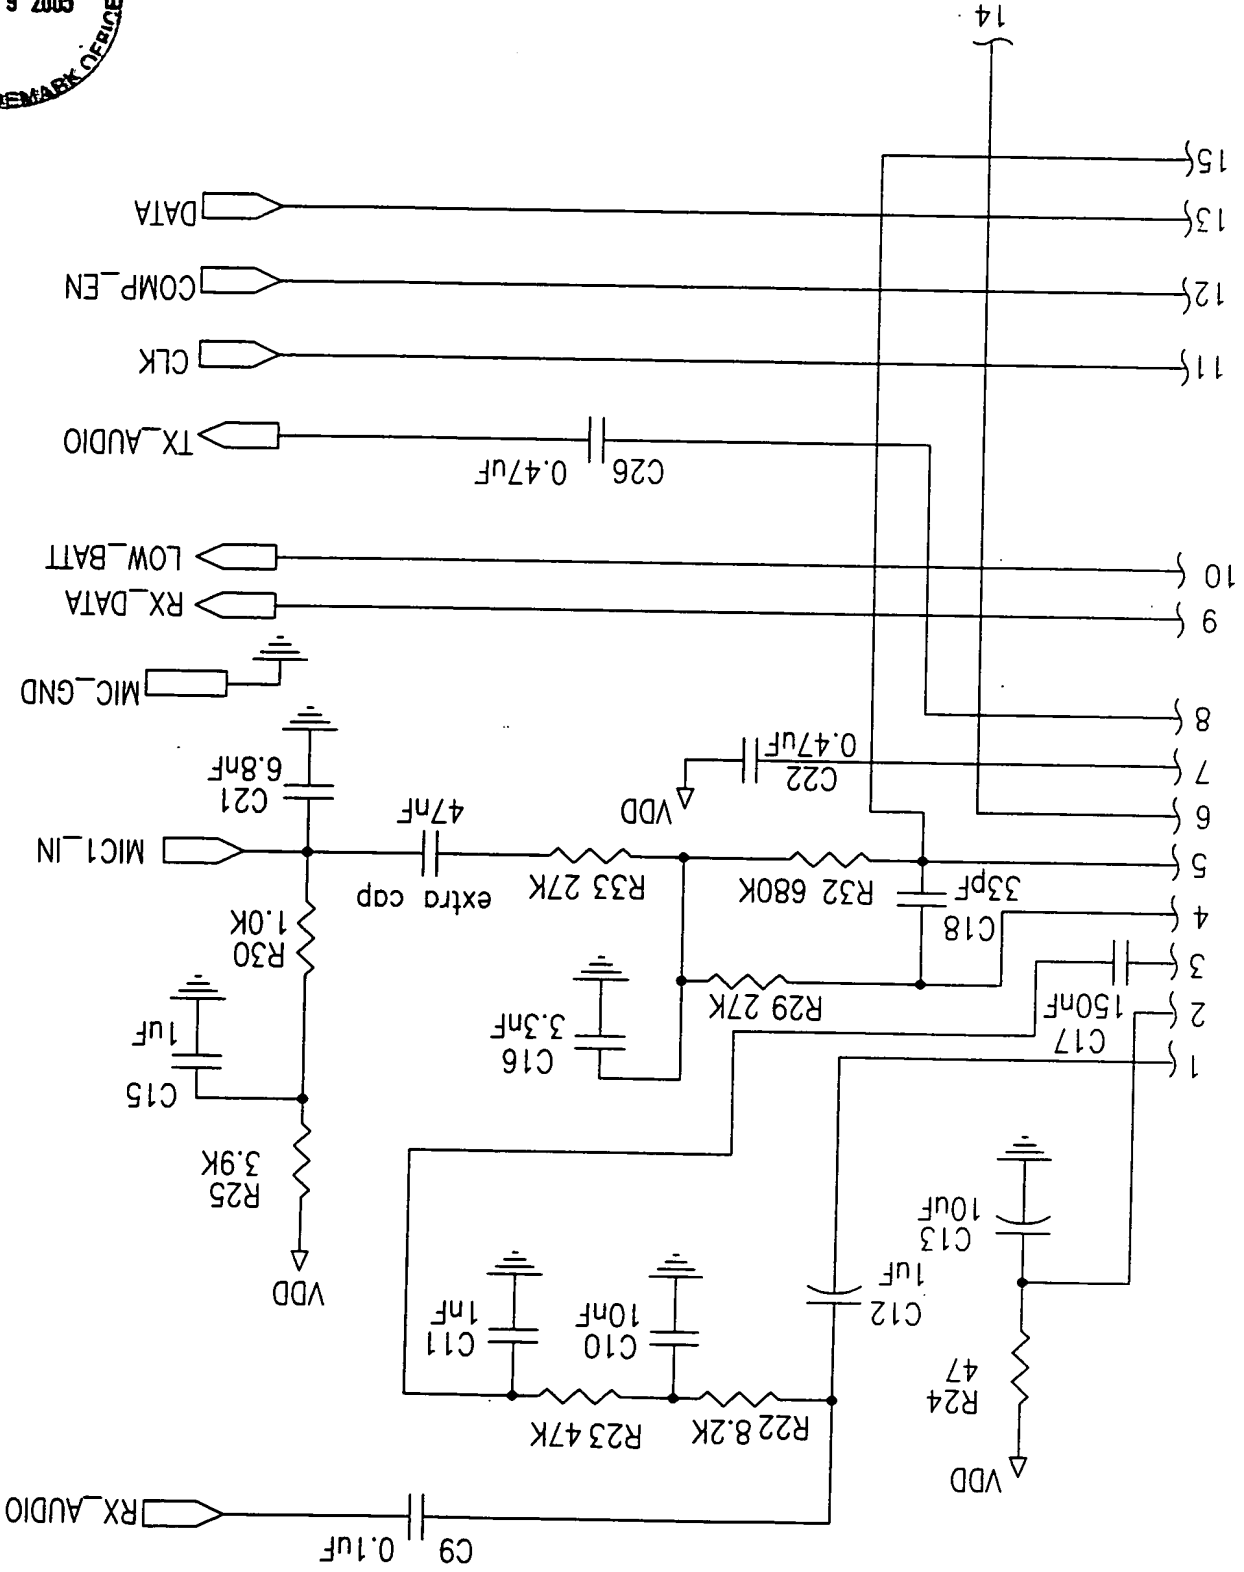 RX_AUDIO
C9
0.1uF
VDD
R24
47
C13
10uF
C12
1uF
R22 8.2K
R23 47K
C10
10nF
C11
1nF
VDD
R25
3.9K
C15
1uF
R30
1.0K
1
2
3
4
5
6
7
8
9
10
11
12
13
15
14
C17
150nF
C16
3.3nF
R29 27K
C18
33pF
R32 680K
R33 27K
extra cap
47nF
MIC1_IN
C21
6.8nF
VDD
C22
0.47uF
MIC_GND
RX_DATA
LOW_BATT
C26
0.47uF
TX_AUDIO
CLK
COMP_EN
DATA
2005
EMARK OFFICE